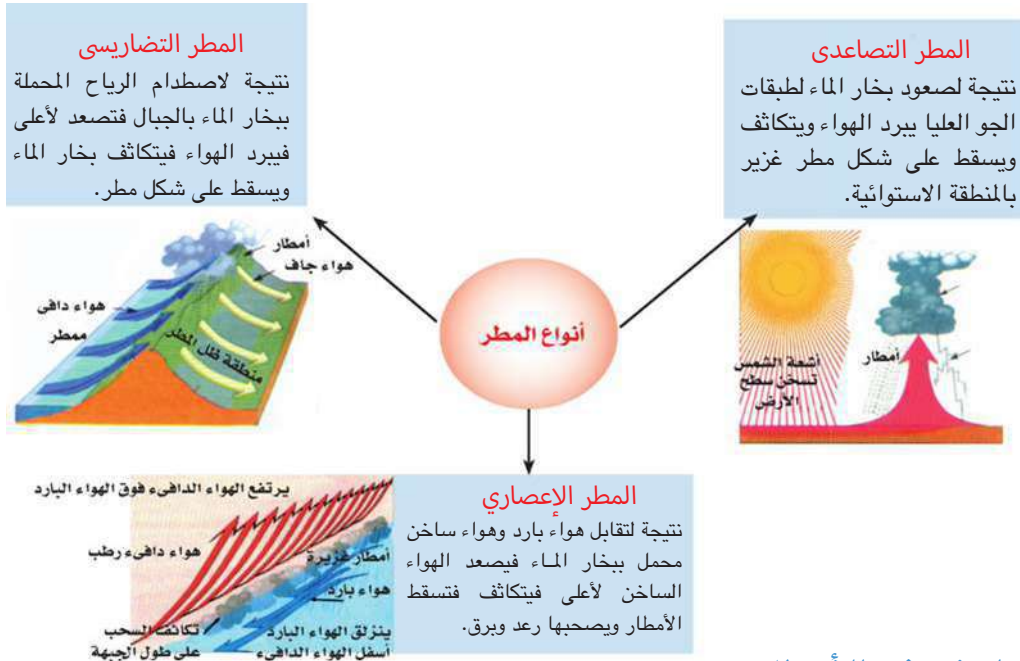 المطر التصاعدى
نتيجة لصعود بخار الماء لطبقات
الجو العليا يبرد الهواء ويتكاثف
ويسقط على شكل مطر غزير
بالمنطقة الاستوائية.
أمطار
أشعة الشمس
تسخن سطح
الأرض
المطر التضاريسى
نتيجة لاصطدام الرياح المحملة
ببخار الماء بالجبال فتصعد لأعلى
فيبرد الهواء فيتكاثف بخار الماء
ويسقط على شكل مطر.
أمطار
هواء جاف
هواء دافى
ممطر
منطقة ظل المطر
أنواع المطر
المطر الإعصاري
نتيجة لتقابل هواء بارد وهواء ساخن
محمل ببخار الماء فيصعد الهواء
الساخن لأعلى فيتكاثف فتسقط
الأمطار ويصحبها رعد وبرق.
يرتفع الهواء الدافىء فوق الهواء البارد
هواء دافىء رطب
أمطار غزيرة
هواء بارد
تكاثف السحب
على طول الجبهة
ينزلق الهواء البارد
أسفل الهواء الدافىء